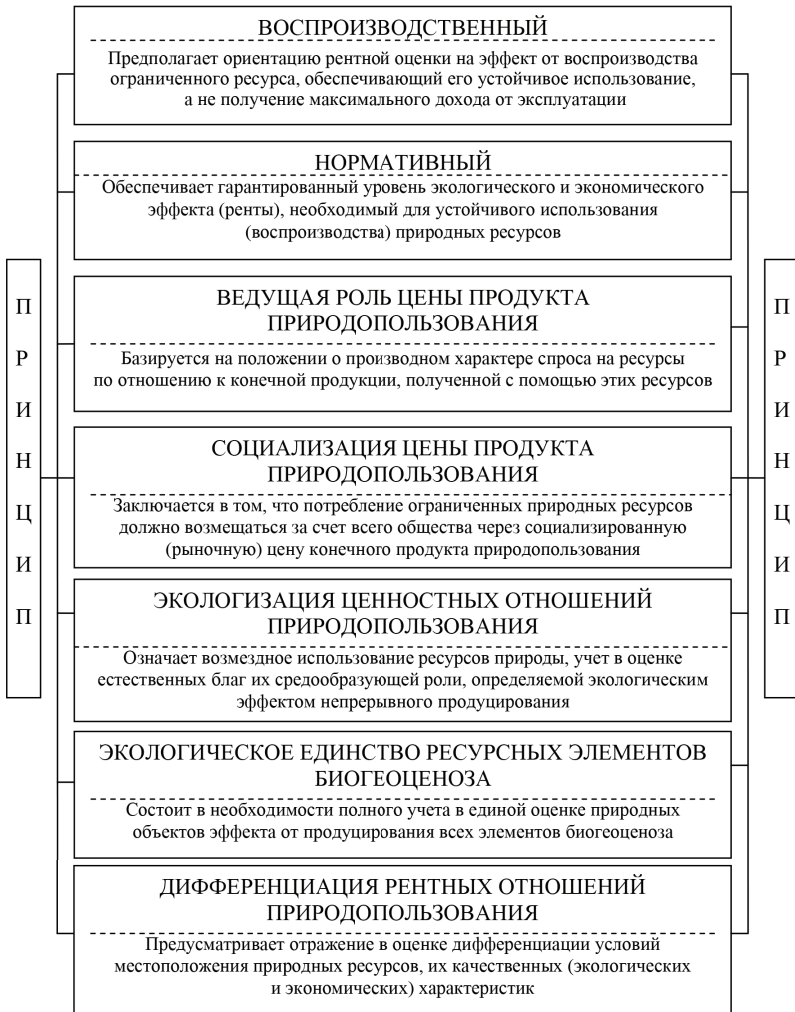 ВОСПРОИЗВОДСТВЕННЫЙ
Предполагает ориентацию рентной оценки на эффект от воспроизводства
ограниченного ресурса, обеспечивающий его устойчивое использование,
а не получение максимального дохода от эксплуатации
НОРМАТИВНЫЙ
Обеспечивает гарантированный уровень экологического и экономического
эффекта (ренты), необходимый для устойчивого использования
(воспроизводства) природных ресурсов
ВЕДУЩАЯ РОЛЬ ЦЕНЫ ПРОДУКТА
ПРИРОДОПОЛЬЗОВАНИЯ
Базируется на положении о производном характере спроса на ресурсы
по отношению к конечной продукции, полученной с помощью этих ресурсов
СОЦИАЛИЗАЦИЯ ЦЕНЫ ПРОДУКТА
ПРИРОДОПОЛЬЗОВАНИЯ
Заключается в том, что потребление ограниченных природных ресурсов
должно возмещаться за счет всего общества через социализированную
(рыночную) цену конечного продукта природопользования
ЭКОЛОГИЗАЦИЯ ЦЕННОСТНЫХ ОТНОШЕНИЙ
ПРИРОДОПОЛЬЗОВАНИЯ
Означает возмездное использование ресурсов природы, учет в оценке
естественных благ их средообразующей роли, определяемой экологическим
эффектом непрерывного продуцирования
ЭКОЛОГИЧЕСКОЕ ЕДИНСТВО РЕСУРСНЫХ ЭЛЕМЕНТОВ
БИОГЕОЦЕНОЗА
Состоит в необходимости полного учета в единой оценке природных
объектов эффекта от продуцирования всех элементов биогеоценоза
ДИФФЕРЕНЦИАЦИЯ РЕНТНЫХ ОТНОШЕНИЙ
ПРИРОДОПОЛЬЗОВАНИЯ
Предусматривает отражение в оценке дифференциации условий
местоположения природных ресурсов, их качественных (экологических
и экономических) характеристик
ПРИНЦИП
ПРИНЦИП